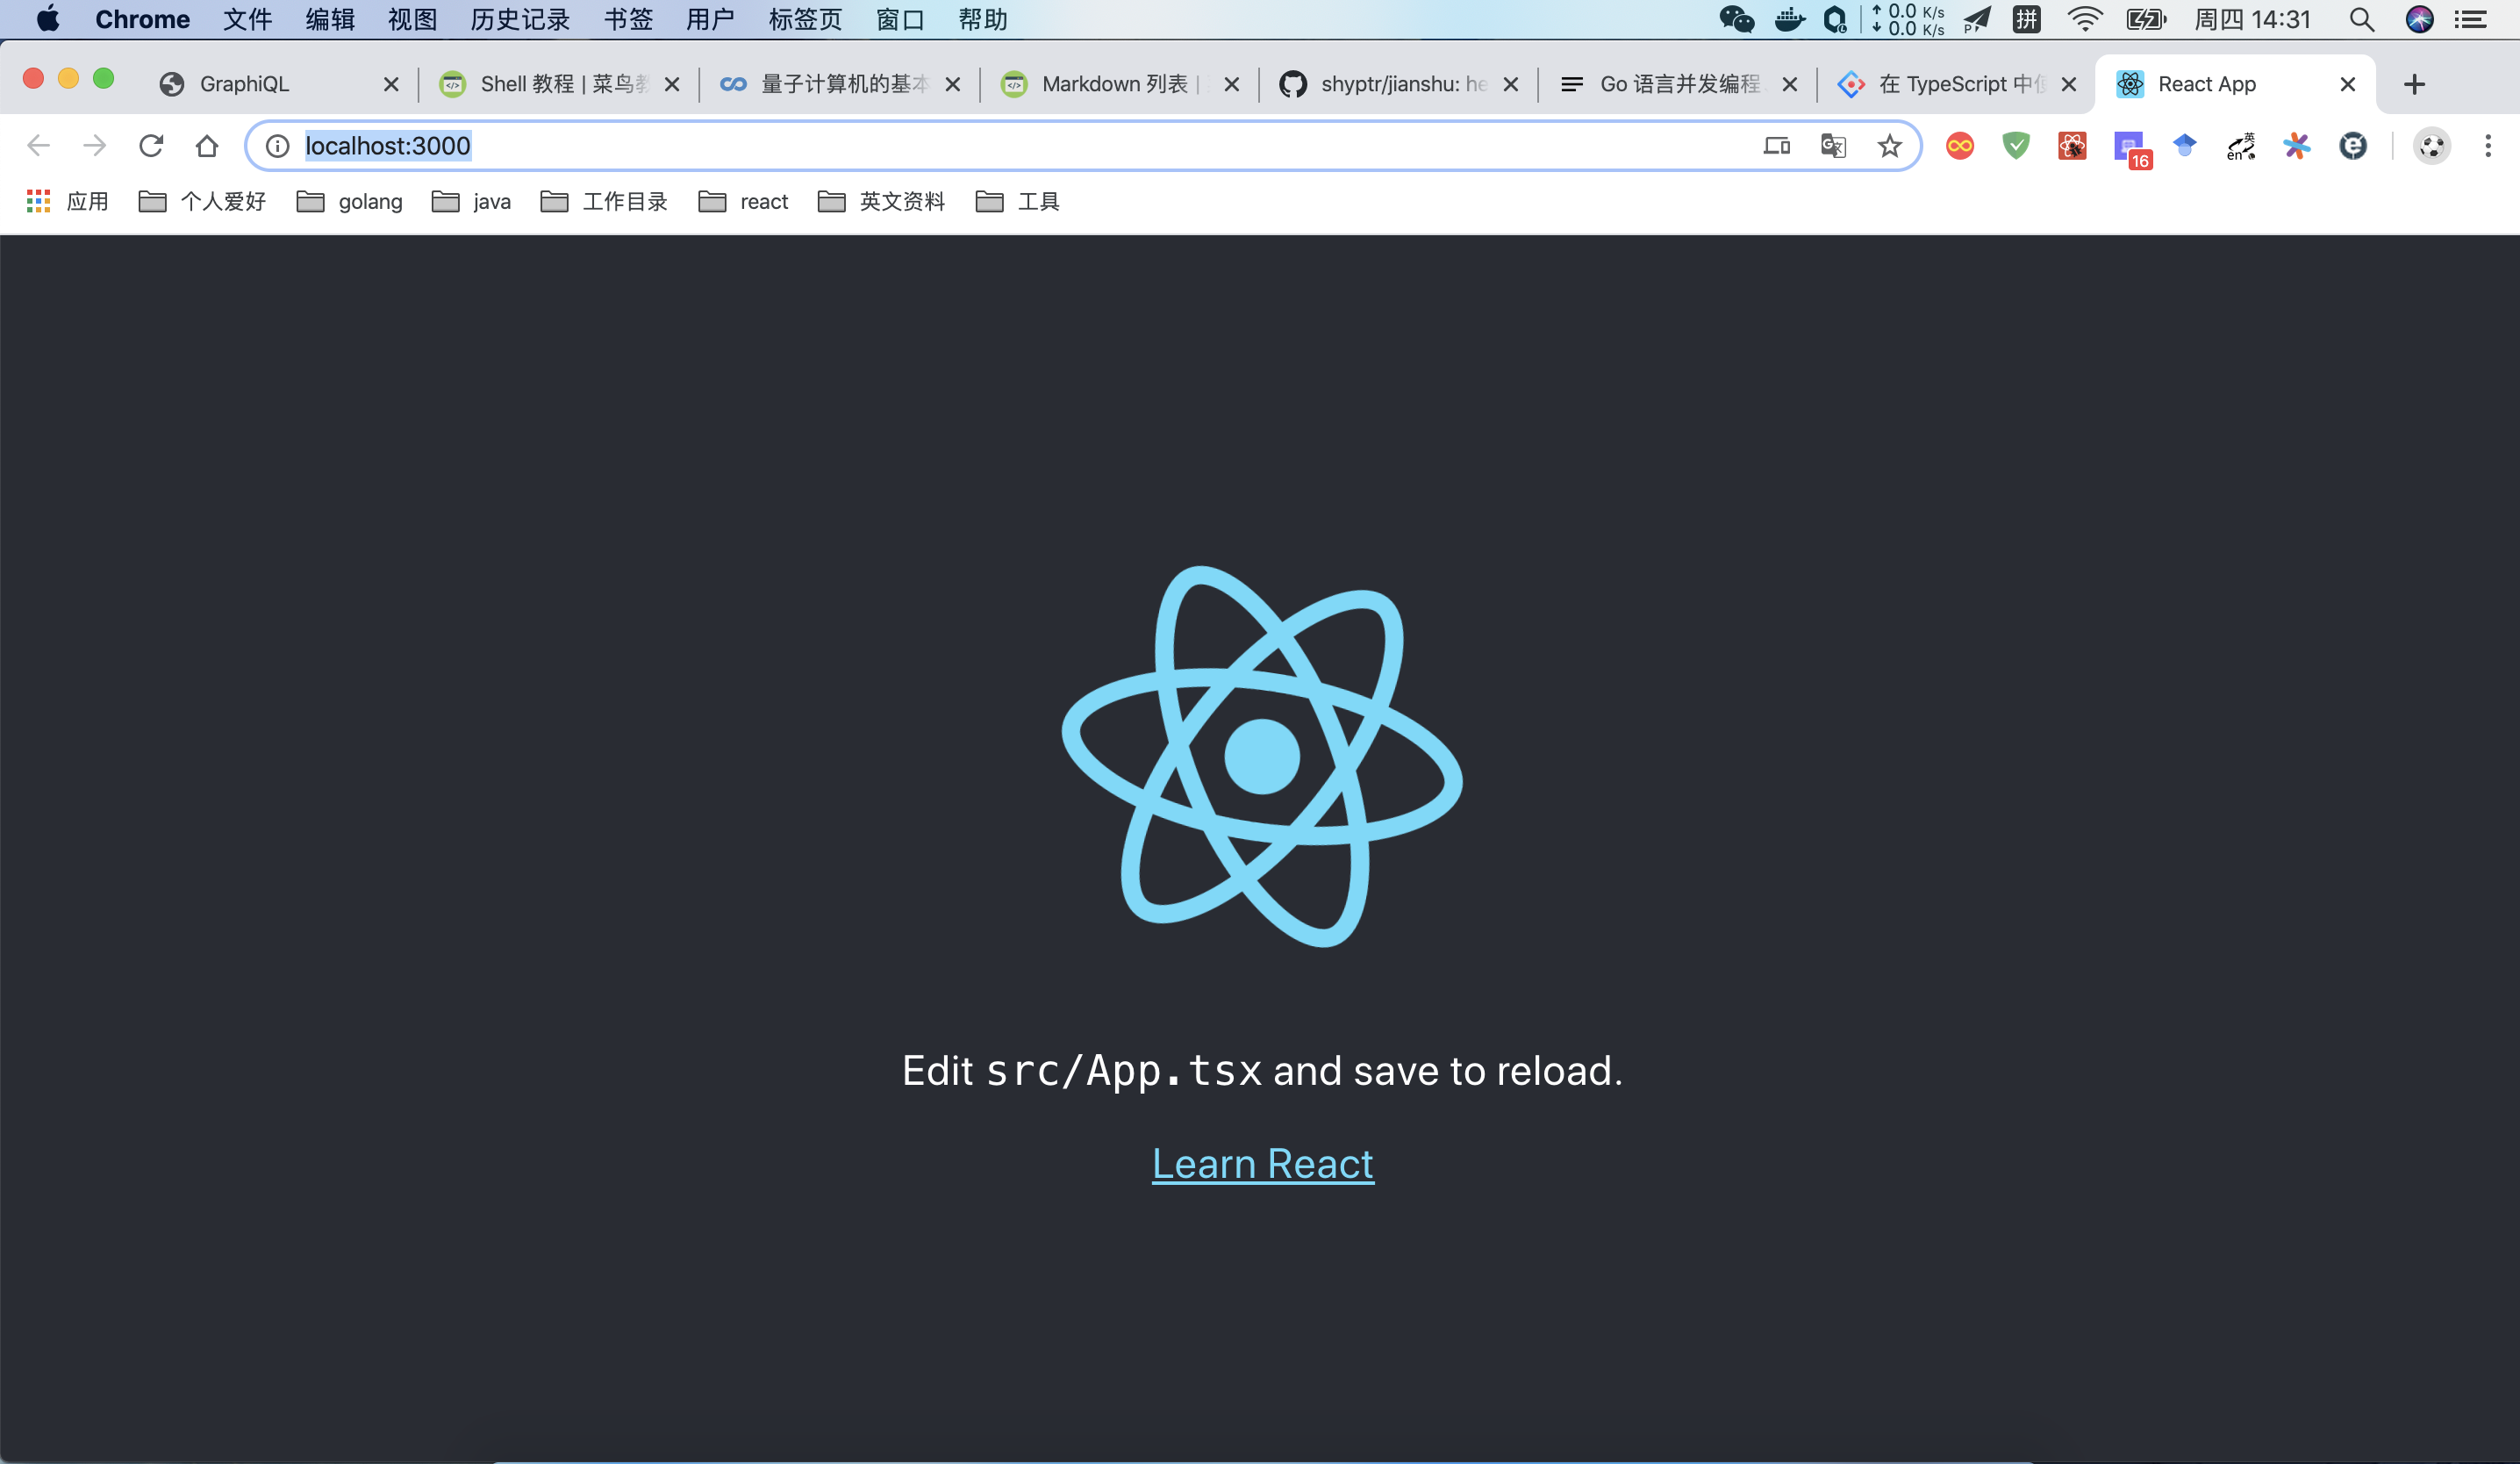 Chrome 文件 编辑 视图 历史记录 书签 用户 标签页 窗口 帮助 0.0 K/s 0.0 K/s 拼 周四 14:31
GraphiQL Shell 教程 | 菜鸟教 量子计算机的基本 Markdown 列表 | shyptr/jianshu: he Go 语言并发编程 在 TypeScript 中使 React App
localhost:3000 16 英 en
应用 个人爱好 golang java 工作目录 react 英文资料 工具
Edit src/App.tsx and save to reload.
Learn React